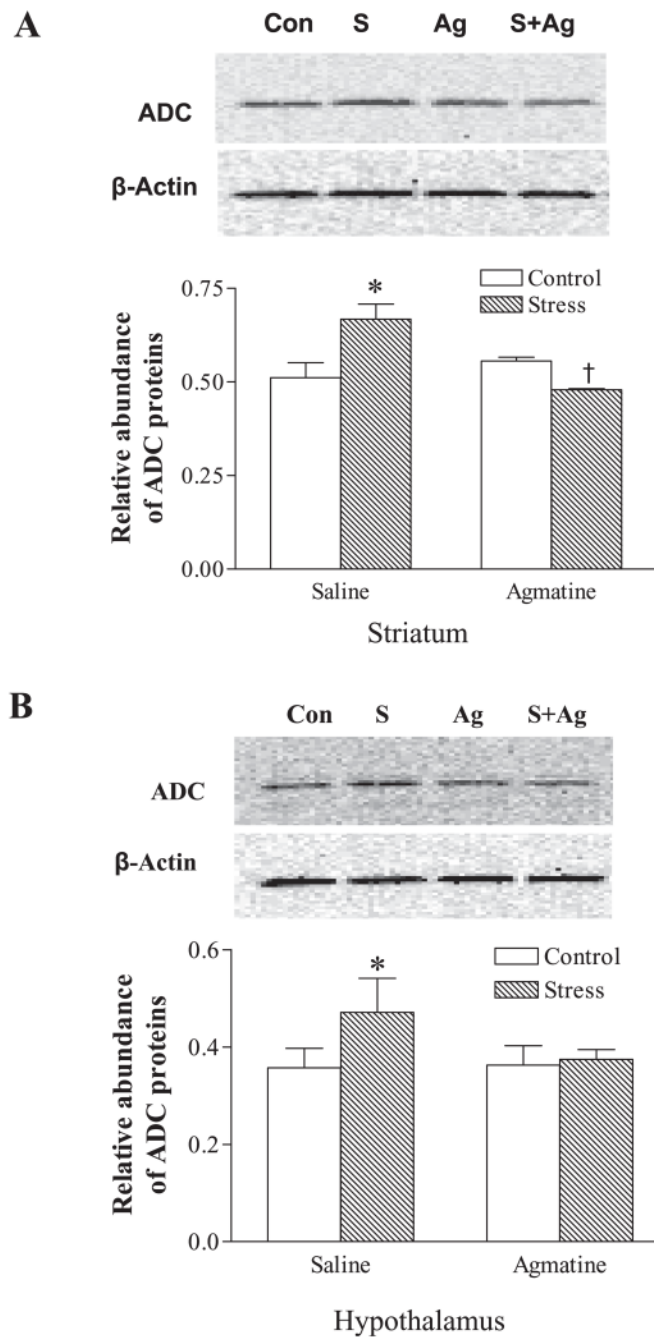 A
Con S Ag S+Ag
ADC
β-Actin
Relative abundance
of ADC proteins
0.75
0.50
0.25
0.00
*
†
Control
Stress
Saline Agmatine
Striatum
B
Con S Ag S+Ag
ADC
β-Actin
Relative abundance
of ADC proteins
0.6
0.4
0.2
0.0
*
Control
Stress
Saline Agmatine
Hypothalamus